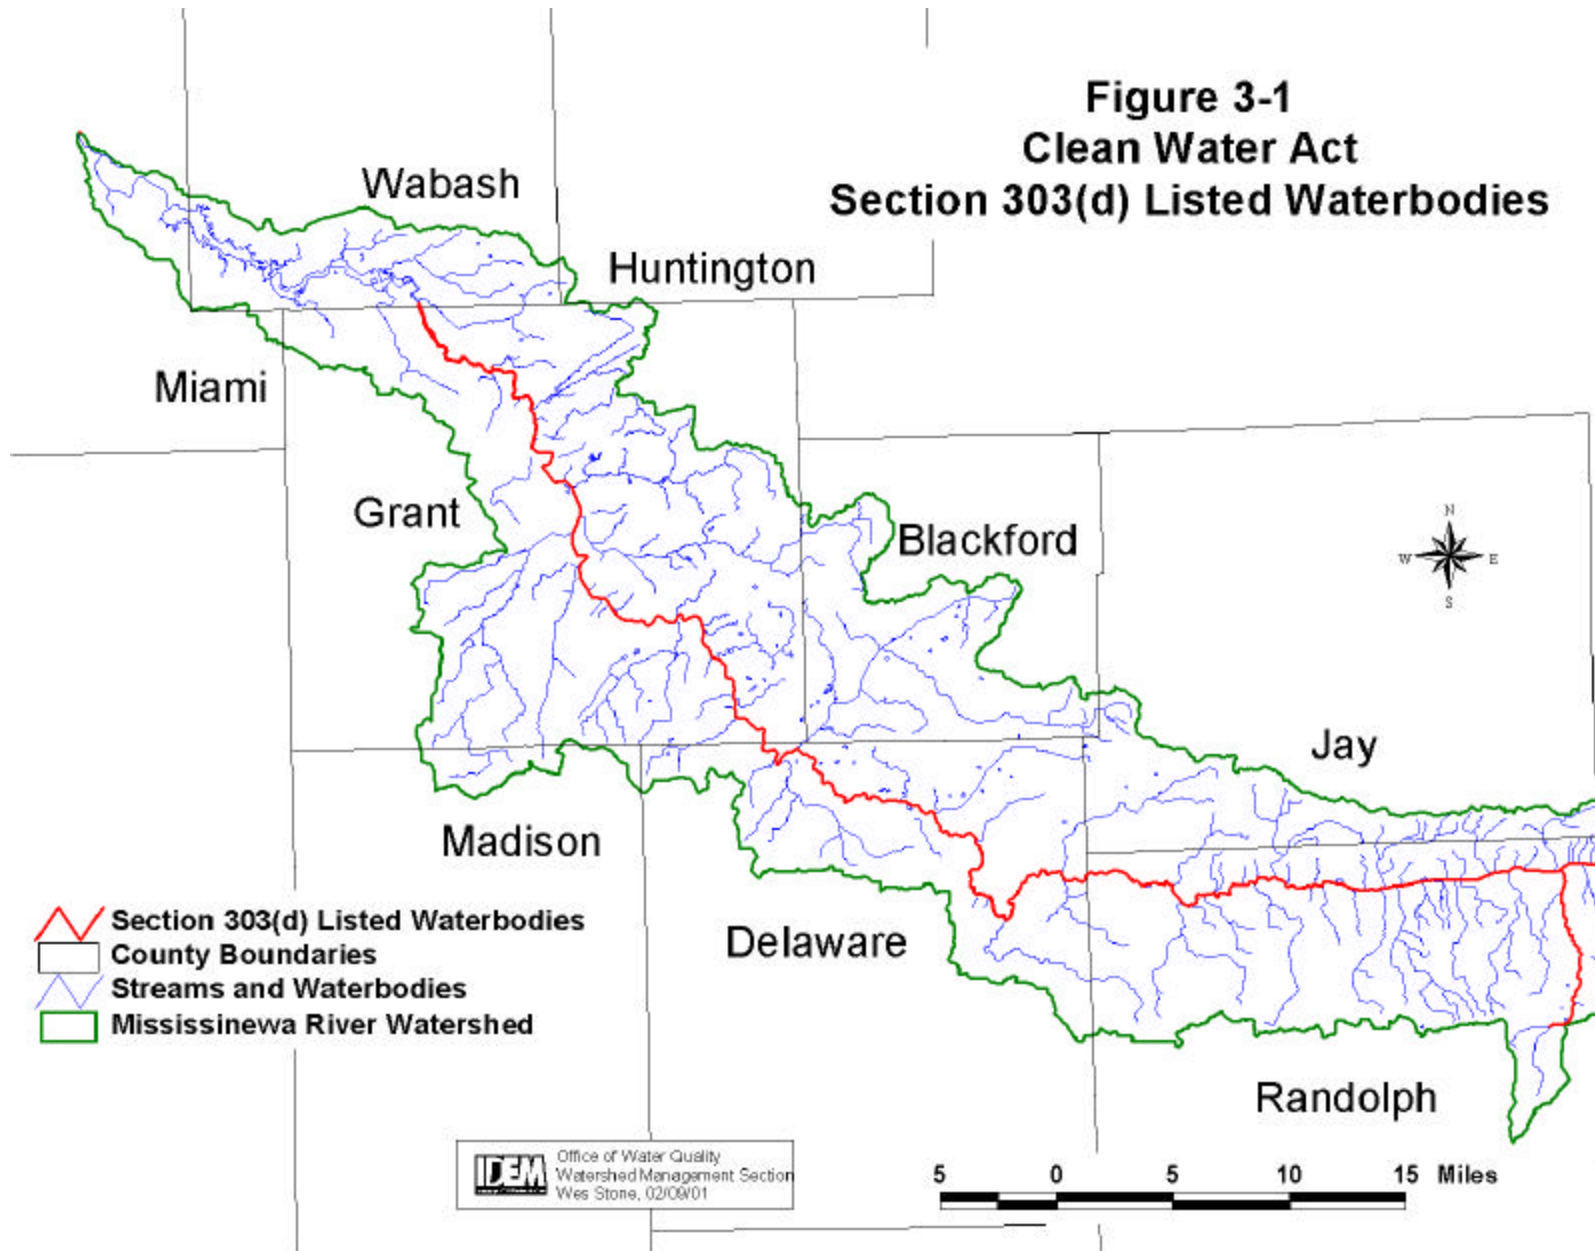 Figure 3-1
Clean Water Act
Section 303(d) Listed Waterbodies
Wabash
Huntington
Miami
Grant
Blackford
N
W E
S
Jay
Madison
Delaware
Randolph
Section 303(d) Listed Waterbodies
County Boundaries
Streams and Waterbodies
Mississinewa River Watershed
IDEM
Office of Water Quality
Watershed Management Section
Wes Stone, 02/09/01
5 0 5 10 15 Miles